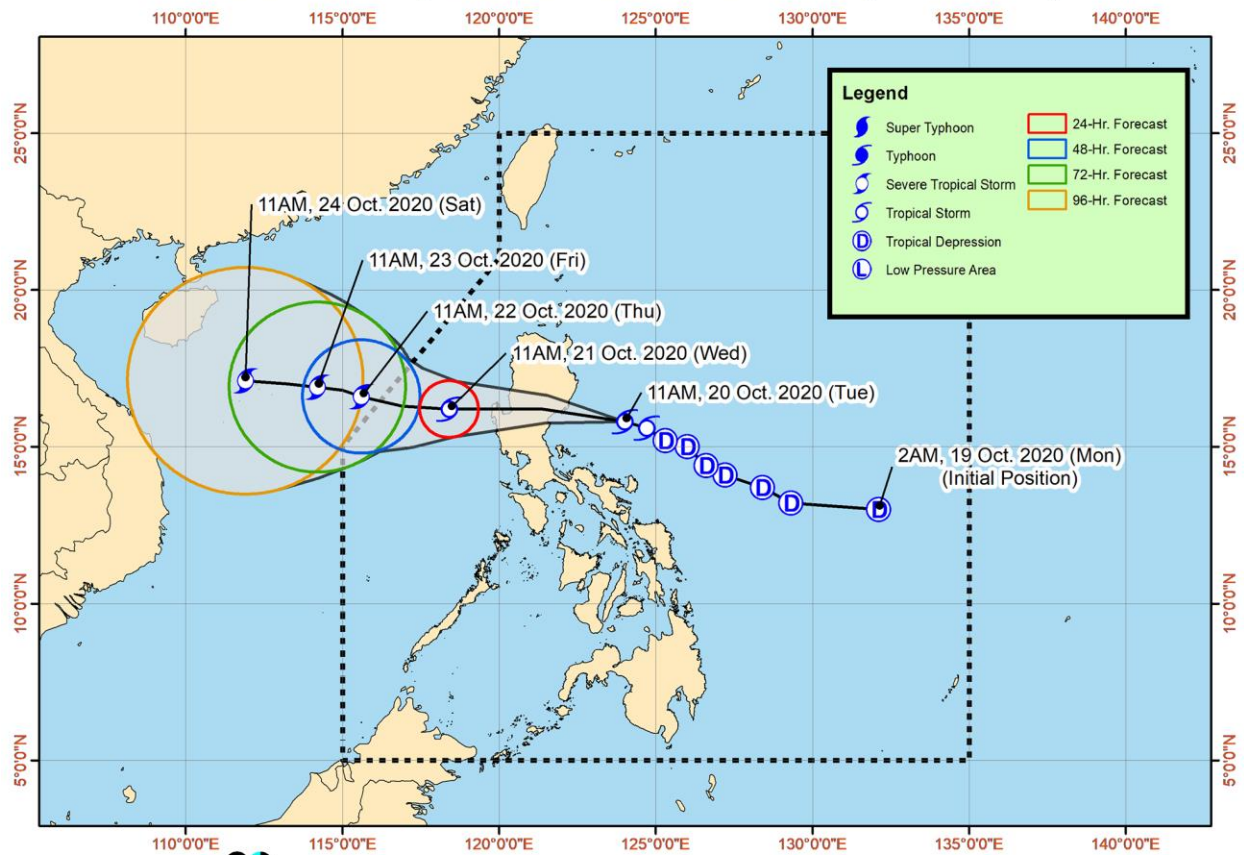 110°0'0"E 115°0'0"E 120°0'0"E 125°0'0"E 130°0'0"E 135°0'0"E 140°0'0"E
Legend
Super Typhoon
Typhoon
Severe Tropical Storm
Tropical Storm
D Tropical Depression
L Low Pressure Area
24-Hr. Forecast
48-Hr. Forecast
72-Hr. Forecast
96-Hr. Forecast
25°0'0"N 25°0'0"N
11AM, 24 Oct. 2020 (Sat)
11AM, 23 Oct. 2020 (Fri)
20°0'0"N 20°0'0"N
11AM, 22 Oct. 2020 (Thu)
11AM, 21 Oct. 2020 (Wed)
11AM, 20 Oct. 2020 (Tue)
15°0'0"N 15°0'0"N
2AM, 19 Oct. 2020 (Mon)
(Initial Position)
D D D D D D D
10°0'0"N 10°0'0"N
5°0'0"N 5°0'0"N
110°0'0"E 115°0'0"E 120°0'0"E 125°0'0"E 130°0'0"E 135°0'0"E 140°0'0"E